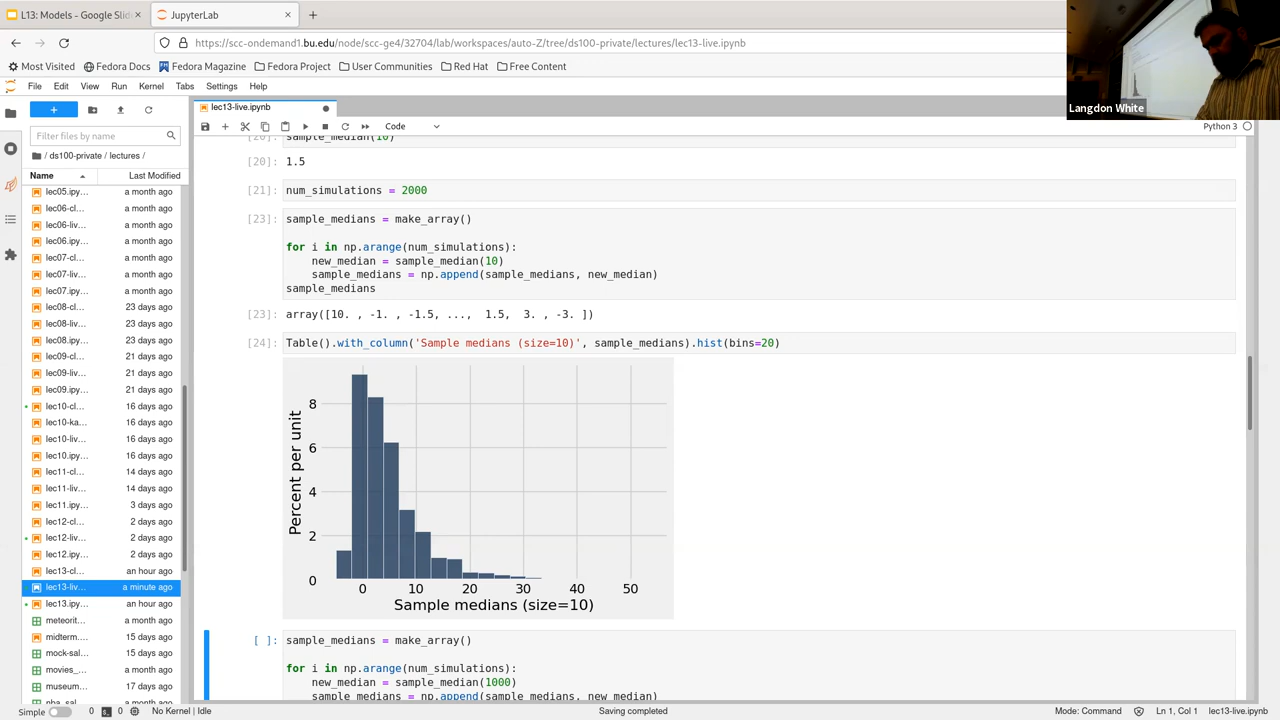 L13: Models - Google Slid
JupyterLab
https://scc-ondemand1.bu.edu/node/scc-ge4/32704/lab/workspaces/auto-Z/tree/ds100-private/lectures/lec13-live.ipynb
Most Visited
Fedora Docs
Fedora Magazine
Fedora Project
User Communities
Red Hat
Free Content
Langdon White
File Edit View Run Kernel Tabs Settings Help
lec13-live.ipynb
Code
Python 3
Filter files by name
/ ds100-private / lectures /
Name Last Modified
lec05.ipy... a month ago
lec06-cl... a month ago
lec06-liv... a month ago
lec06.ipy... a month ago
lec07-cl... a month ago
lec07-liv... a month ago
lec07.ipy... a month ago
lec08-cl... 23 days ago
lec08-liv... 23 days ago
lec08.ipy... 23 days ago
lec09-cl... 21 days ago
lec09-liv... 21 days ago
lec09.ipy... 21 days ago
lec10-cl... 16 days ago
lec10-ka... 16 days ago
lec10-liv... 16 days ago
lec10.ipy... 16 days ago
lec11-cl... 14 days ago
lec11-liv... 14 days ago
lec11.ipy... 3 days ago
lec12-cl... 2 days ago
lec12-liv... 2 days ago
lec12.ipy... 2 days ago
lec13-cl... an hour ago
lec13-liv... a minute ago
lec13.ipy... an hour ago
meteorit... a month ago
midterm.... 15 days ago
mock-sal... 15 days ago
movies_... a month ago
museum... 17 days ago
nba_sal... a month ago
[20]: sample_median(10)
[20]: 1.5
[21]: num_simulations = 2000
[23]: sample_medians = make_array()
for i in np.arange(num_simulations):
new_median = sample_median(10)
sample_medians = np.append(sample_medians, new_median)
sample_medians
[23]: array([10. , -1. , -1.5, ..., 1.5, 3. , -3. ])
[24]: Table().with_column('Sample medians (size=10)', sample_medians).hist(bins=20)
Percent per unit
8
6
4
2
0
0 10 20 30 40 50
Sample medians (size=10)
[ ]: sample_medians = make_array()
for i in np.arange(num_simulations):
new_median = sample_median(1000)
sample_medians = np.append(sample_medians, new_median)
Simple 0 0 No Kernel | Idle Saving completed Mode: Command Ln 1, Col 1 lec13-live.ipynb